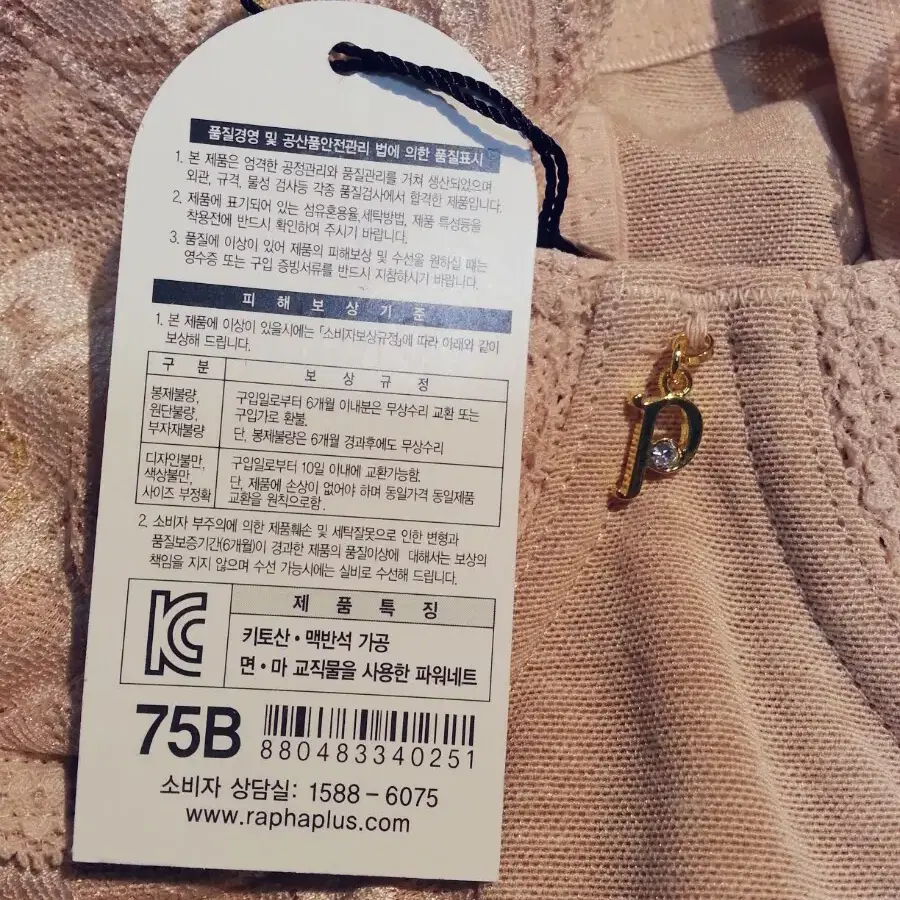 품질경영 및 공산품안전관리 법에 의한 품질표시
1. 본 제품은 엄격한 공정관리와 품질관리를 거쳐 생산되었으며
외관, 규격, 물성 검사등 각종 품질검사에서 합격한 제품입니다.
2. 제품에 표기되어 있는 섬유혼용율,세탁방법, 제품 특성등을
착용전에 반드시 확인하여 주시기 바랍니다.
3. 품질에 이상이 있어 제품의 피해보상 및 수선을 원하실 때는
영수증 또는 구입 증빙서류를 반드시 지참하시기 바랍니다.
피 해 보 상 기 준
1. 본 제품에 이상이 있을시에는 「소비자보상규정」에 따라 아래와 같이
보상해 드립니다.
구 분 보 상 규 정
봉제불량, 구입일로부터 6개월 이내분은 무상수리 교환 또는
원단불량, 구입가로 환불.
부자재불량 단, 봉제불량은 6개월 경과후에도 무상수리
디자인불만, 구입일로부터 10일 이내에 교환가능함.
색상불만, 단, 제품에 손상이 없어야 하며 동일가격 동일제품
사이즈 부정확 교환을 원칙으로함.
2. 소비자 부주의에 의한 제품훼손 및 세탁잘못으로 인한 변형과
품질보증기간(6개월)이 경과한 제품의 품질이상에 대해서는 보상의
책임을 지지 않으며 수선 가능시에는 실비로 수선해 드립니다.
KC
제 품 특 징
키토산·맥반석 가공
면·마 교직물을 사용한 파워네트
75B
880483340251
소비자 상담실: 1588-6075
www.raphaplus.com
p